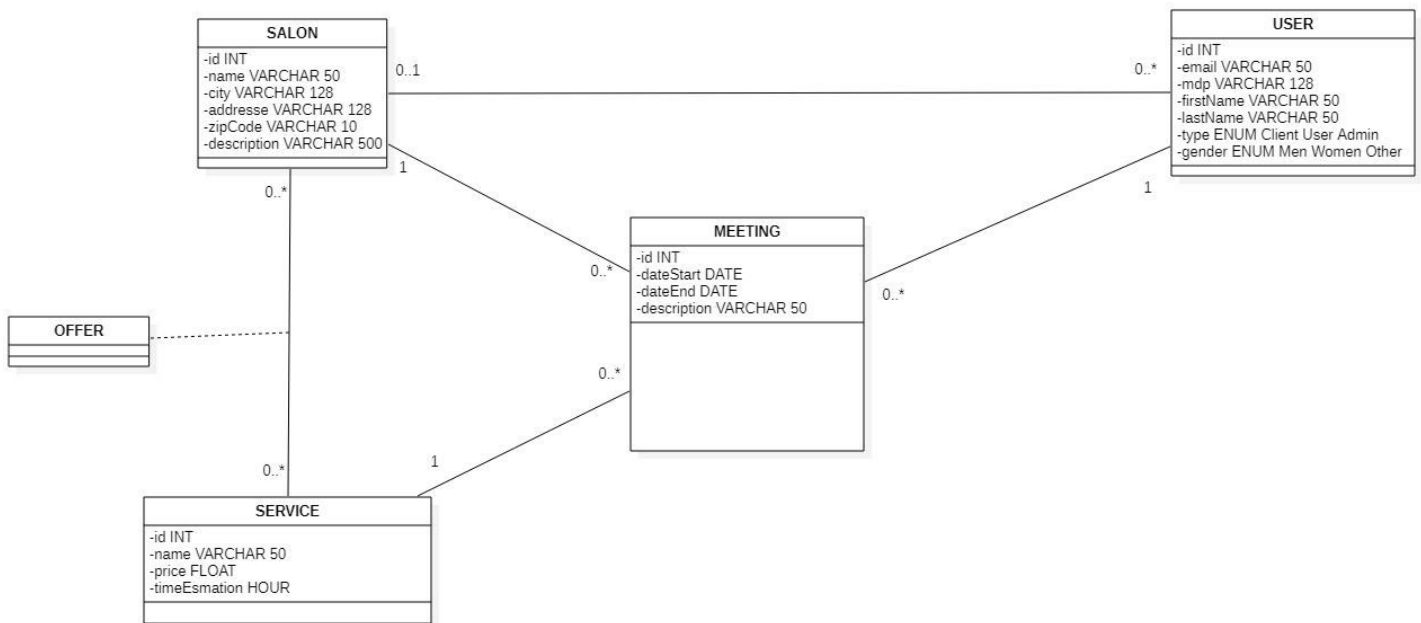 SALON
-id INT
-name VARCHAR 50
-city VARCHAR 128
-addresse VARCHAR 128
-zipCode VARCHAR 10
-description VARCHAR 500
USER
-id INT
-email VARCHAR 50
-mdp VARCHAR 128
-firstName VARCHAR 50
-lastName VARCHAR 50
-type ENUM Client User Admin
-gender ENUM Men Women Other
0..1
0..*
1
0..*
1
0..*
MEETING
-id INT
-dateStart DATE
-dateEnd DATE
-description VARCHAR 50
0..*
0..*
OFFER
0..*
1
0..*
SERVICE
-id INT
-name VARCHAR 50
-price FLOAT
-timeEsmation HOUR